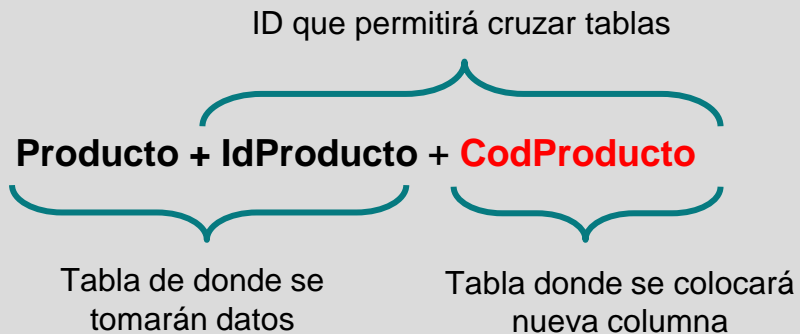 ID que permitirá cruzar tablas
Producto + IdProducto + CodProducto
Tabla de donde se
tomarán datos
Tabla donde se colocará
nueva columna